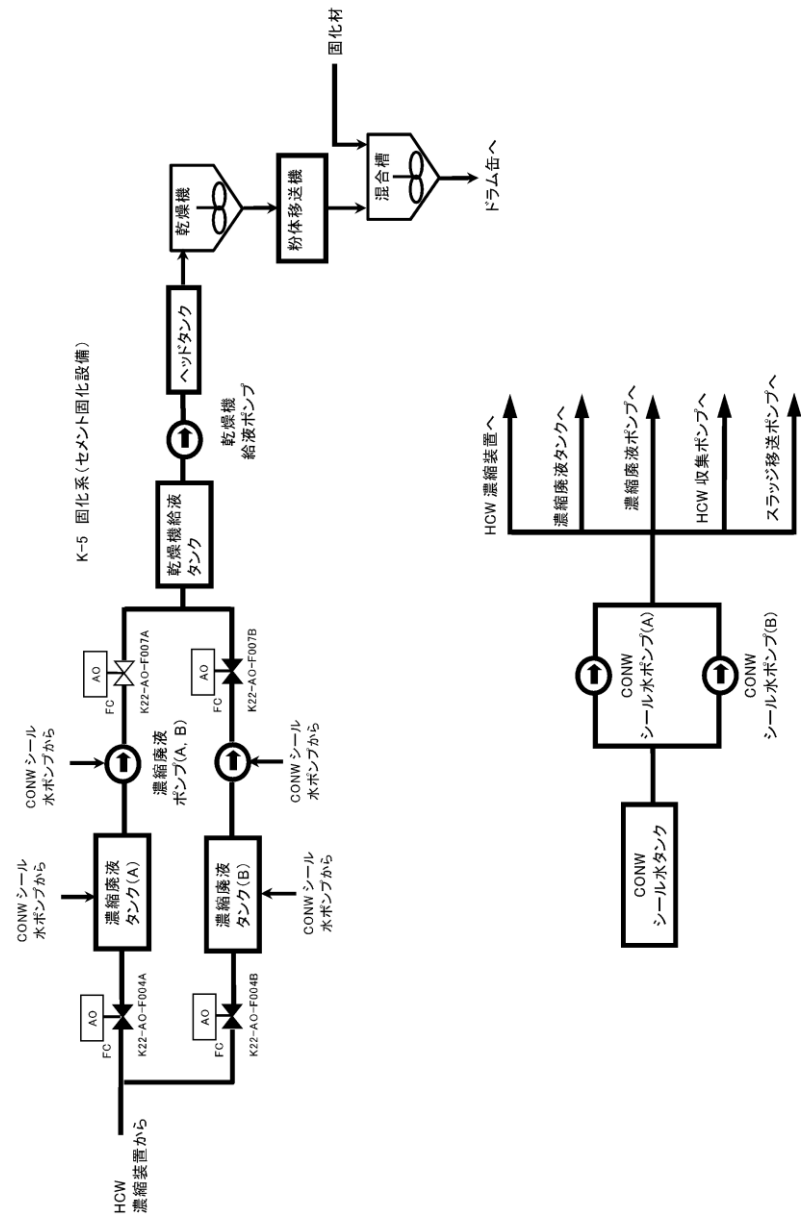 K-5 固化系(セメント固化設備)
HCW
濃縮装置から
AO
FC
K22-AO-F004A
AO
FC
K22-AO-F004B
CONW シール
水ポンプから
濃縮廃液
タンク(A)
濃縮廃液
タンク(B)
CONW シール
水ポンプから
CONW シール
水ポンプから
濃縮廃液
ポンプ(A, B)
CONW シール
水ポンプから
AO
FC
K22-AO-F007A
AO
FC
K22-AO-F007B
乾燥機給液
タンク
乾燥機
給液ポンプ
ヘッドタンク
乾燥機
粉体移送機
固化材
混合槽
ドラム缶へ
CONW
シール水タンク
CONW
シール水ポンプ(A)
CONW
シール水ポンプ(B)
HCW 濃縮装置へ
濃縮廃液タンクへ
濃縮廃液ポンプへ
HCW 収集ポンプへ
スラッジ移送ポンプへ